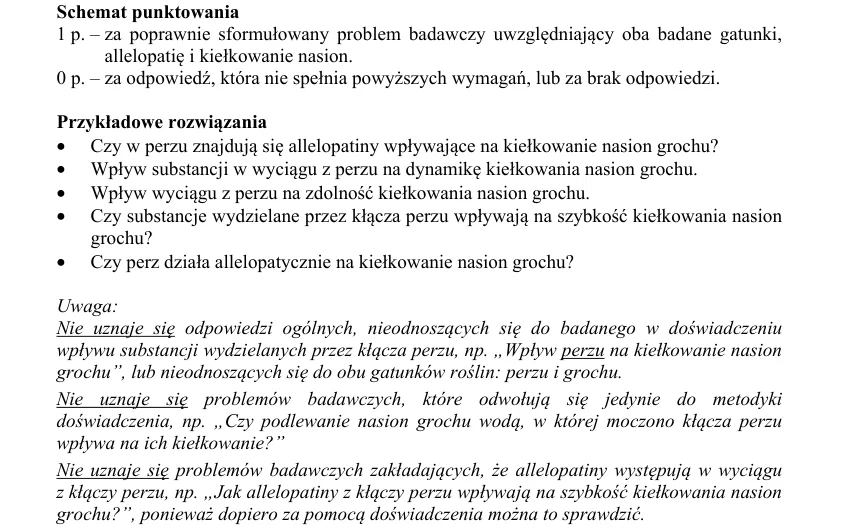 Schemat punktowania
1 p. – za poprawnie sformułowany problem badawczy uwzględniający oba badane gatunki,
allelopatię i kiełkowanie nasion.
0 p. – za odpowiedź, która nie spełnia powyższych wymagań, lub za brak odpowiedzi.
Przykładowe rozwiązania
• Czy w perzu znajdują się allelopatiny wpływające na kiełkowanie nasion grochu?
• Wpływ substancji w wyciągu z perzu na dynamikę kiełkowania nasion grochu.
• Wpływ wyciągu z perzu na zdolność kiełkowania nasion grochu.
• Czy substancje wydzielane przez kłącza perzu wpływają na szybkość kiełkowania nasion
grochu?
• Czy perz działa allelopatycznie na kiełkowanie nasion grochu?
Uwaga:
Nie uznaje się odpowiedzi ogólnych, nieodnoszących się do badanego w doświadczeniu
wpływu substancji wydzielanych przez kłącza perzu, np. „Wpływ perzu na kiełkowanie nasion
grochu”, lub nieodnoszących się do obu gatunków roślin: perzu i grochu.
Nie uznaje się problemów badawczych, które odwołują się jedynie do metodyki
doświadczenia, np. „Czy podlewanie nasion grochu wodą, w której moczono kłącza perzu
wpływa na ich kiełkowanie?”
Nie uznaje się problemów badawczych zakładających, że allelopatiny występują w wyciągu
z kłączy perzu, np. „Jak allelopatiny z kłączy perzu wpływają na szybkość kiełkowania nasion
grochu?”, ponieważ dopiero za pomocą doświadczenia można to sprawdzić.